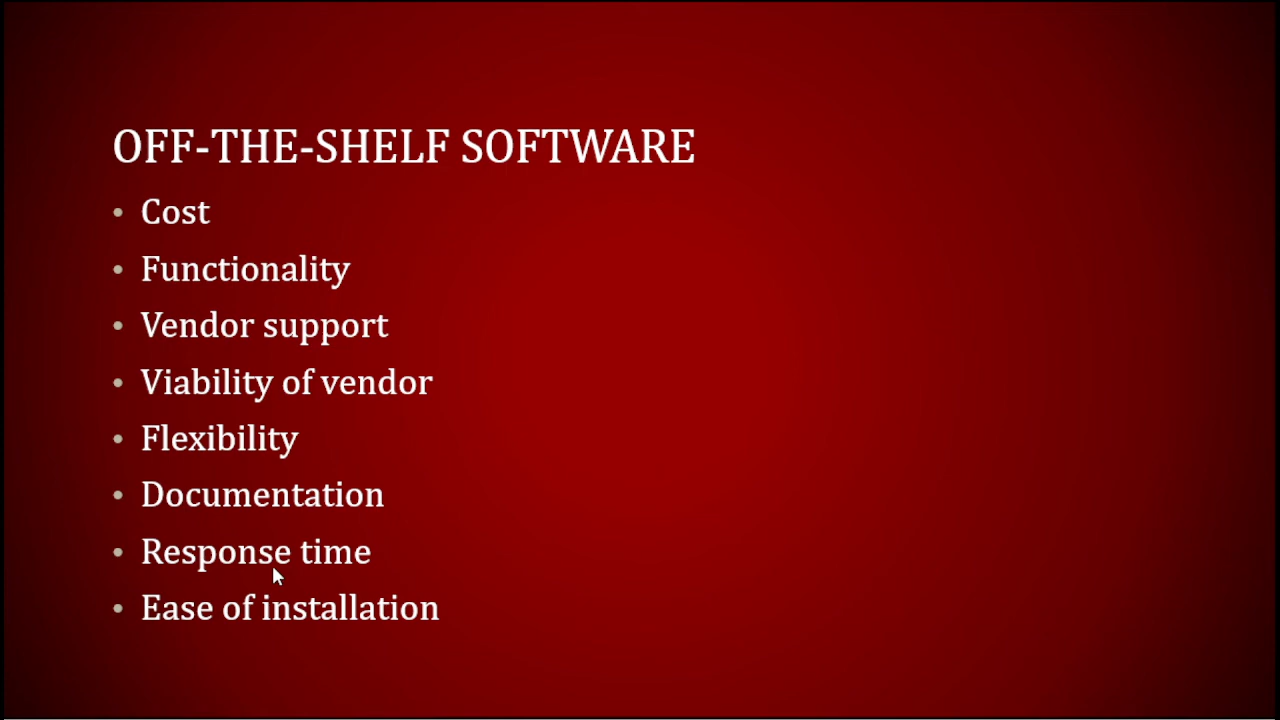 OFF-THE-SHELF SOFTWARE
• Cost
• Functionality
• Vendor support
• Viability of vendor
• Flexibility
• Documentation
• Response time
• Ease of installation